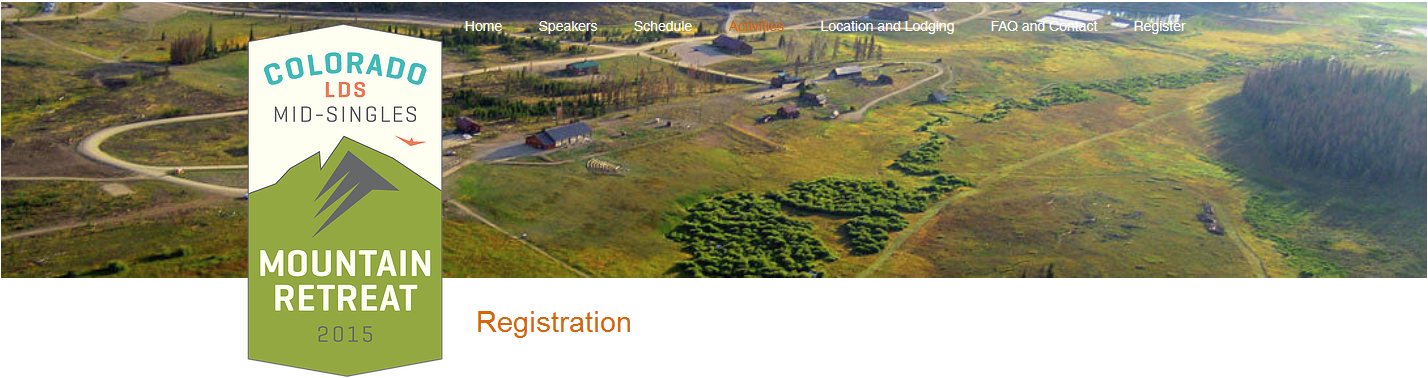 Home Speakers Schedule Activities Location and Lodging FAQ and Contact Register
COLORADO
LDS
MID-SINGLES
MOUNTAIN
RETREAT
2015
Registration